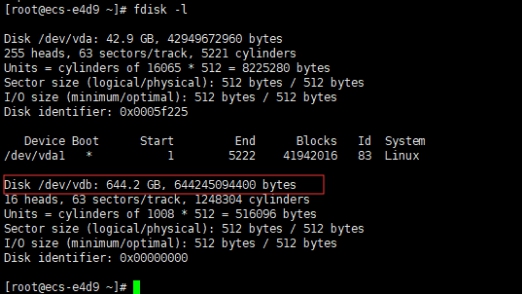 [root@ecs-e4d9 ~]# fdisk -l
Disk /dev/vda: 42.9 GB, 42949672960 bytes
255 heads, 63 sectors/track, 5221 cylinders
Units = cylinders of 16065 * 512 = 8225280 bytes
Sector size (logical/physical): 512 bytes / 512 bytes
I/O size (minimum/optimal): 512 bytes / 512 bytes
Disk identifier: 0x0005f225
Device Boot Start End Blocks Id System
/dev/vda1 * 1 5222 41942016 83 Linux
Disk /dev/vdb: 644.2 GB, 644245094400 bytes
16 heads, 63 sectors/track, 1248304 cylinders
Units = cylinders of 1008 * 512 = 516096 bytes
Sector size (logical/physical): 512 bytes / 512 bytes
I/O size (minimum/optimal): 512 bytes / 512 bytes
Disk identifier: 0x00000000
[root@ecs-e4d9 ~]#